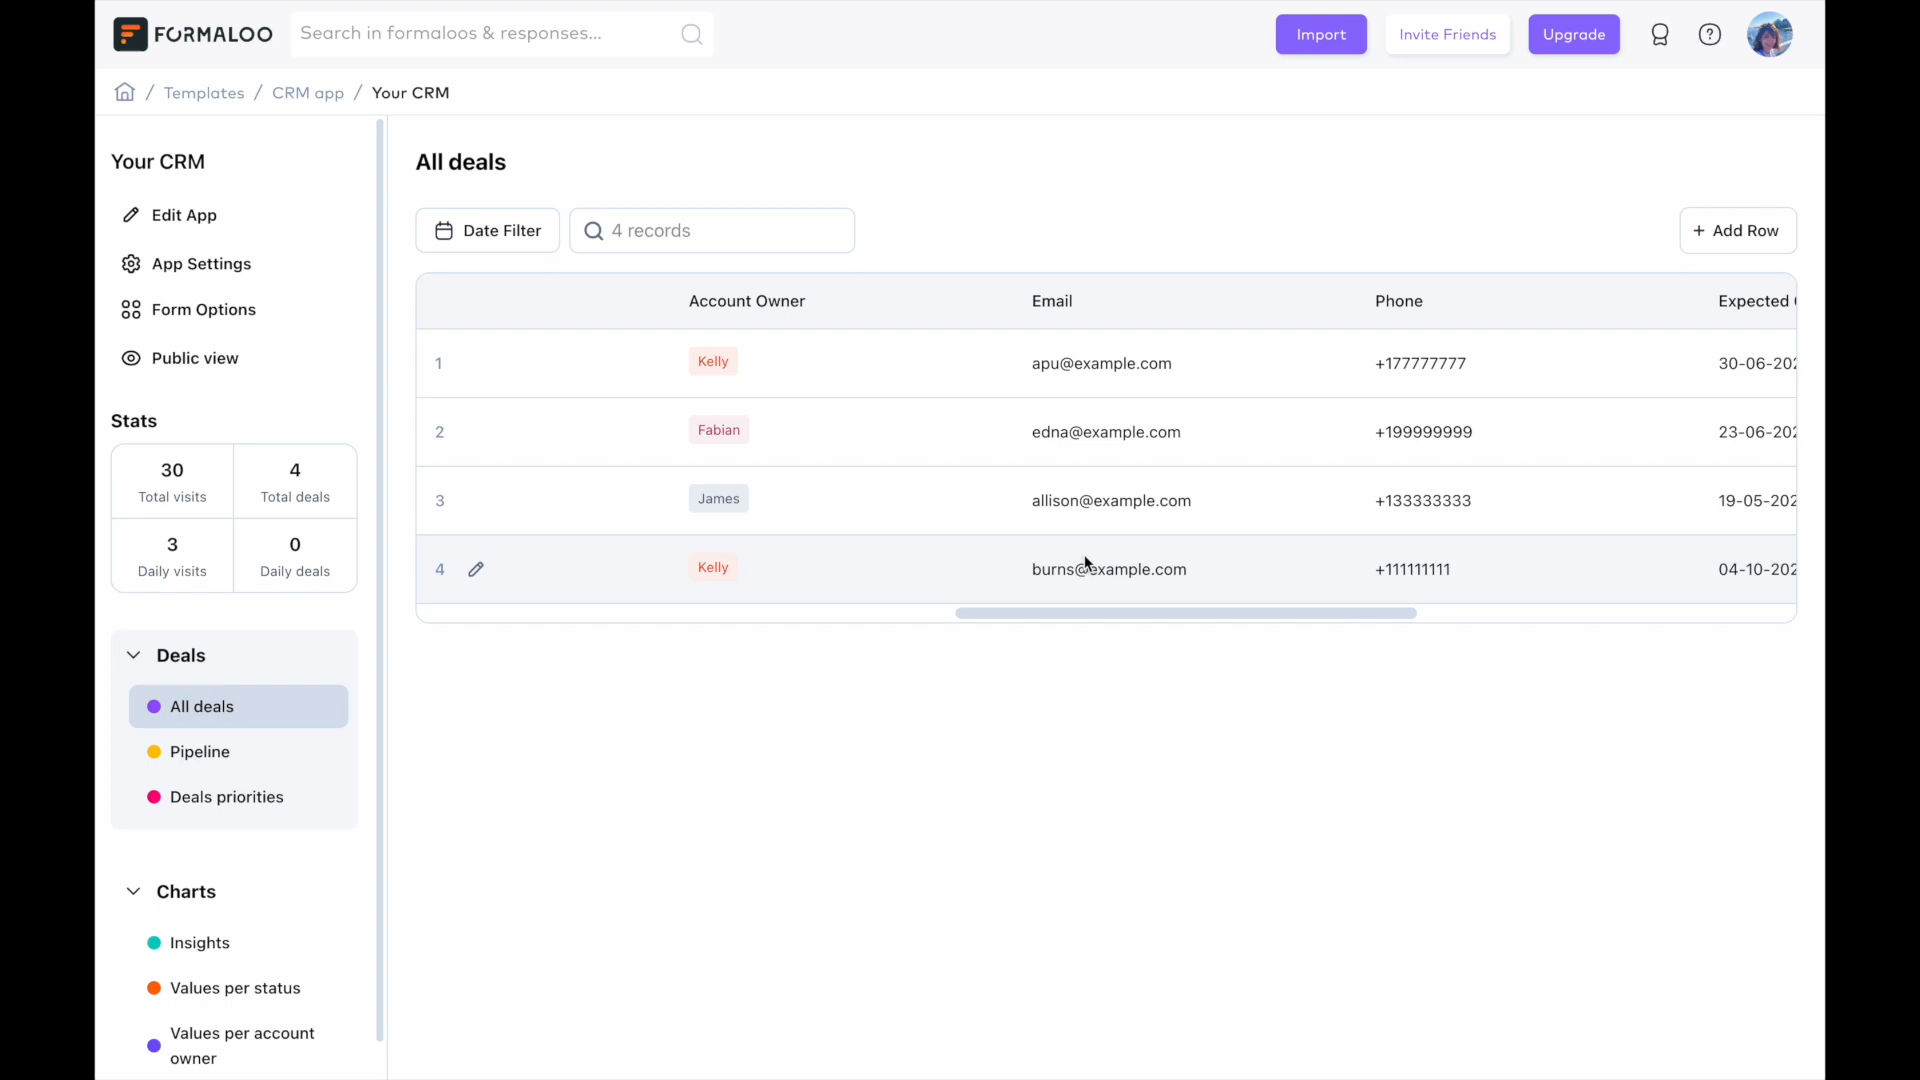 FORMALOO
Search in formaloos & responses...
Import
Invite Friends
Upgrade
/ Templates / CRM app / Your CRM
Your CRM
Edit App
App Settings
Form Options
Public view
Stats
30
Total visits
4
Total deals
3
Daily visits
0
Daily deals
Deals
All deals
Pipeline
Deals priorities
Charts
Insights
Values per status
Values per account
owner
All deals
Date Filter
4 records
+ Add Row
Account Owner Email Phone Expected
1 Kelly apu@example.com +177777777 30-06-202
2 Fabian edna@example.com +199999999 23-06-202
3 James allison@example.com +133333333 19-05-202
4 Kelly burns@example.com +111111111 04-10-202